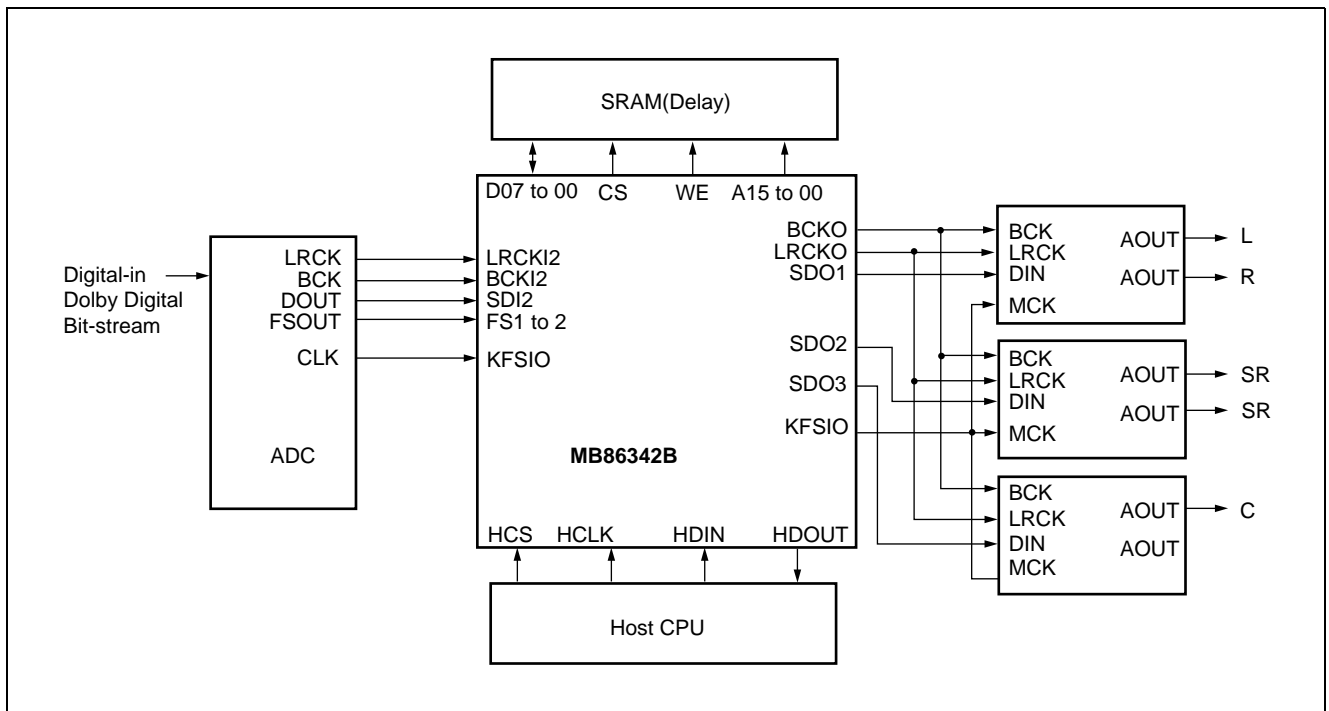 SRAM(Delay)
D07 to 00 CS WE A15 to 00
Digital-in
Dolby Digital
Bit-stream
LRCK
BCK
DOUT
FSOUT
CLK
ADC
LRCKI2
BCKI2
SDI2
FS1 to 2
KFSIO
MB86342B
BCKO
LRCKO
SDO1
SDO2
SDO3
KFSIO
HCS HCLK HDIN HDOUT
Host CPU
BCK
LRCK
DIN
MCK
AOUT L
AOUT R
BCK
LRCK
DIN
MCK
AOUT SR
AOUT SR
BCK
LRCK
DIN
MCK
AOUT C
AOUT